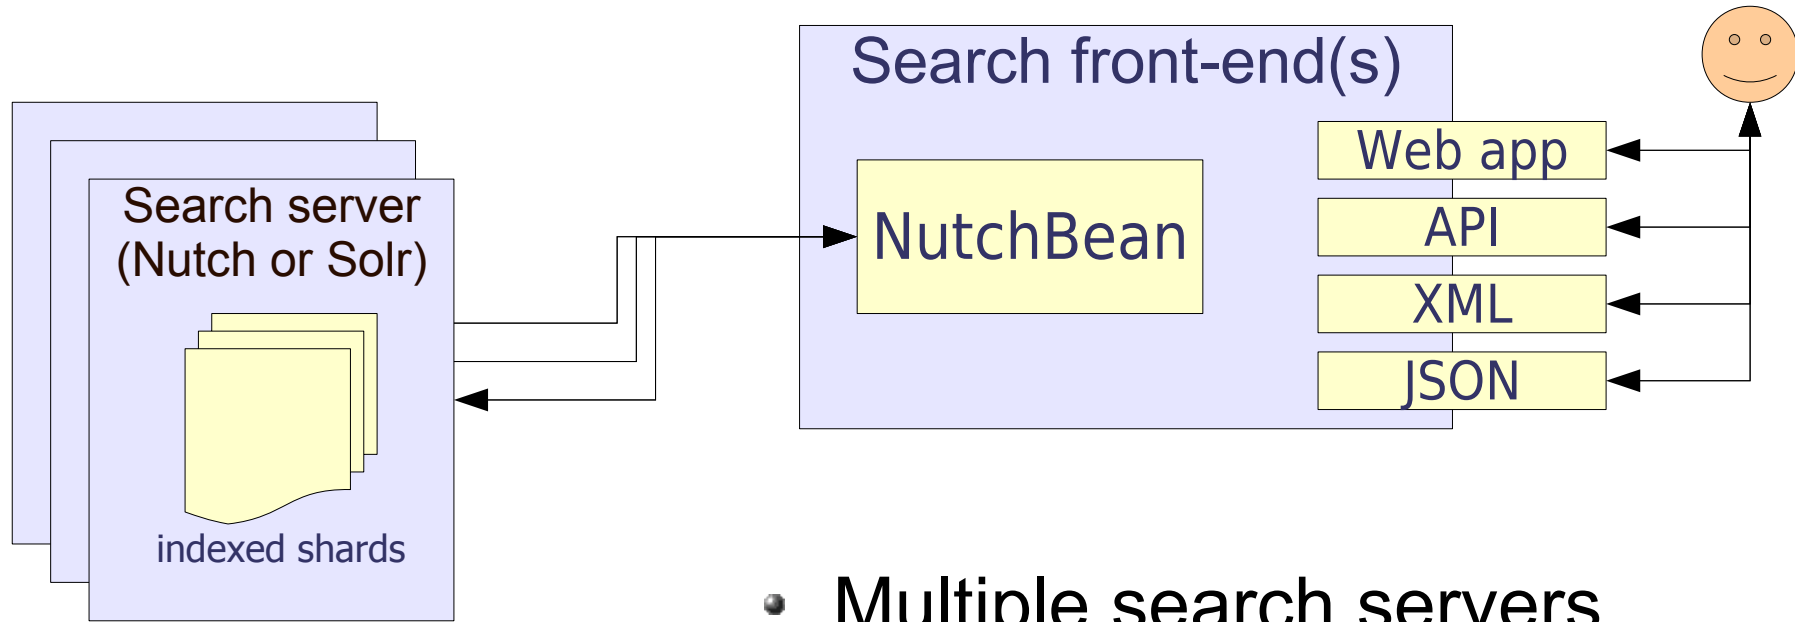 Search front-end(s)
Web app
Search server
(Nutch or Solr)
NutchBean
API
XML
JSON
indexed shards
Multiple search servers